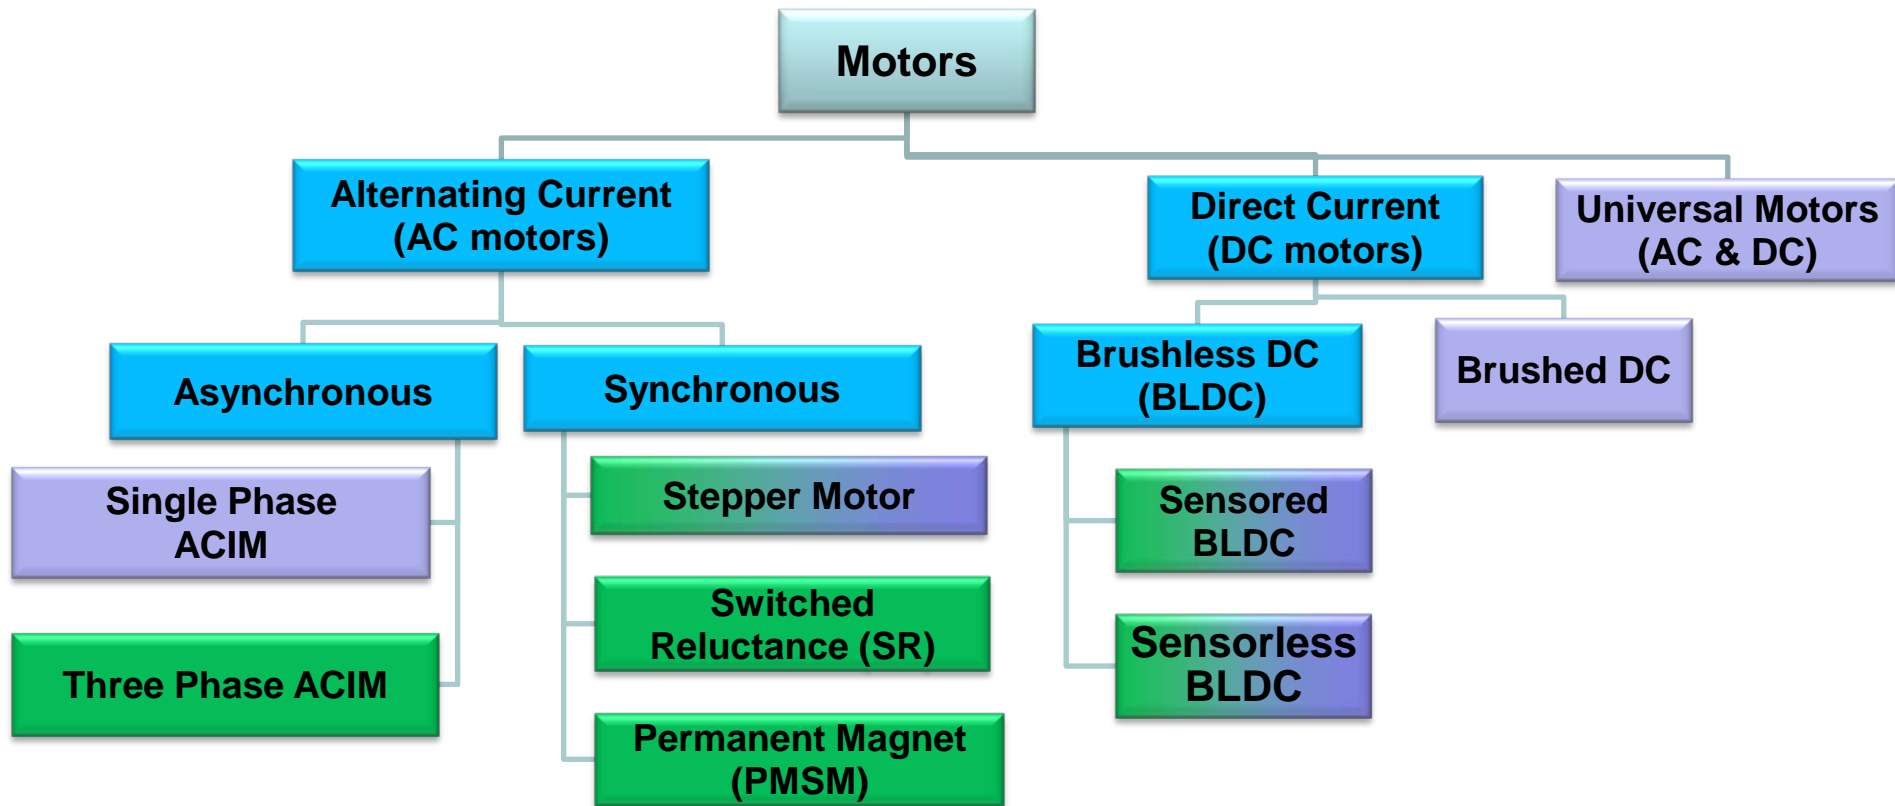 Motors
Alternating Current
(AC motors)
Direct Current
(DC motors)
Universal Motors
(AC & DC)
Asynchronous
Synchronous
Brushless DC
(BLDC)
Brushed DC
Single Phase
ACIM
Three Phase ACIM
Stepper Motor
Switched
Reluctance (SR)
Permanent Magnet
(PMSM)
Sensored
BLDC
Sensorless
BLDC